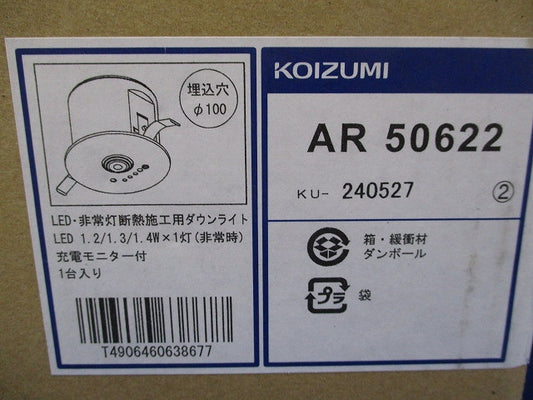 埋込穴
φ100
LED・非常灯断熱施工用ダウンライト
LED 1.2/1.3/1.4W×1灯(非常時)
充電モニター付
1台入り
T4906460638677
KOIZUMI
AR 50622
KU- 240527 ②
箱・緩衝材
ダンボール
プラ 袋